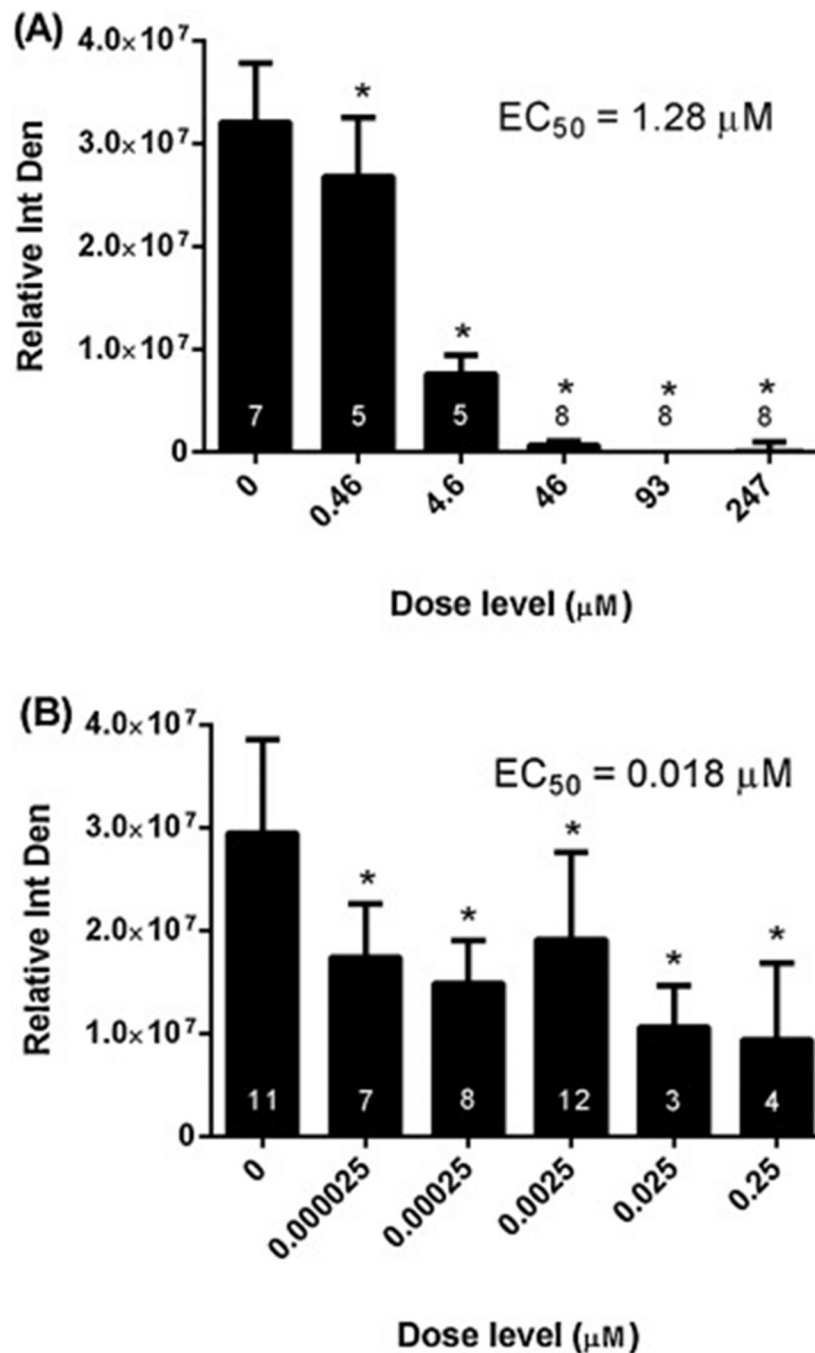 (A)
4.0×10⁷
3.0×10⁷
2.0×10⁷
1.0×10⁷
0
Relative Int Den
EC₅₀ = 1.28 μM
* * * * *
7 5 5 8 8 8
0 0.46 4.6 46 93 247
Dose level (μM)
(B)
4.0×10⁷
3.0×10⁷
2.0×10⁷
1.0×10⁷
0
Relative Int Den
EC₅₀ = 0.018 μM
* * * * *
11 7 8 12 3 4
0 0.000025 0.00025 0.0025 0.025 0.25
Dose level (μM)